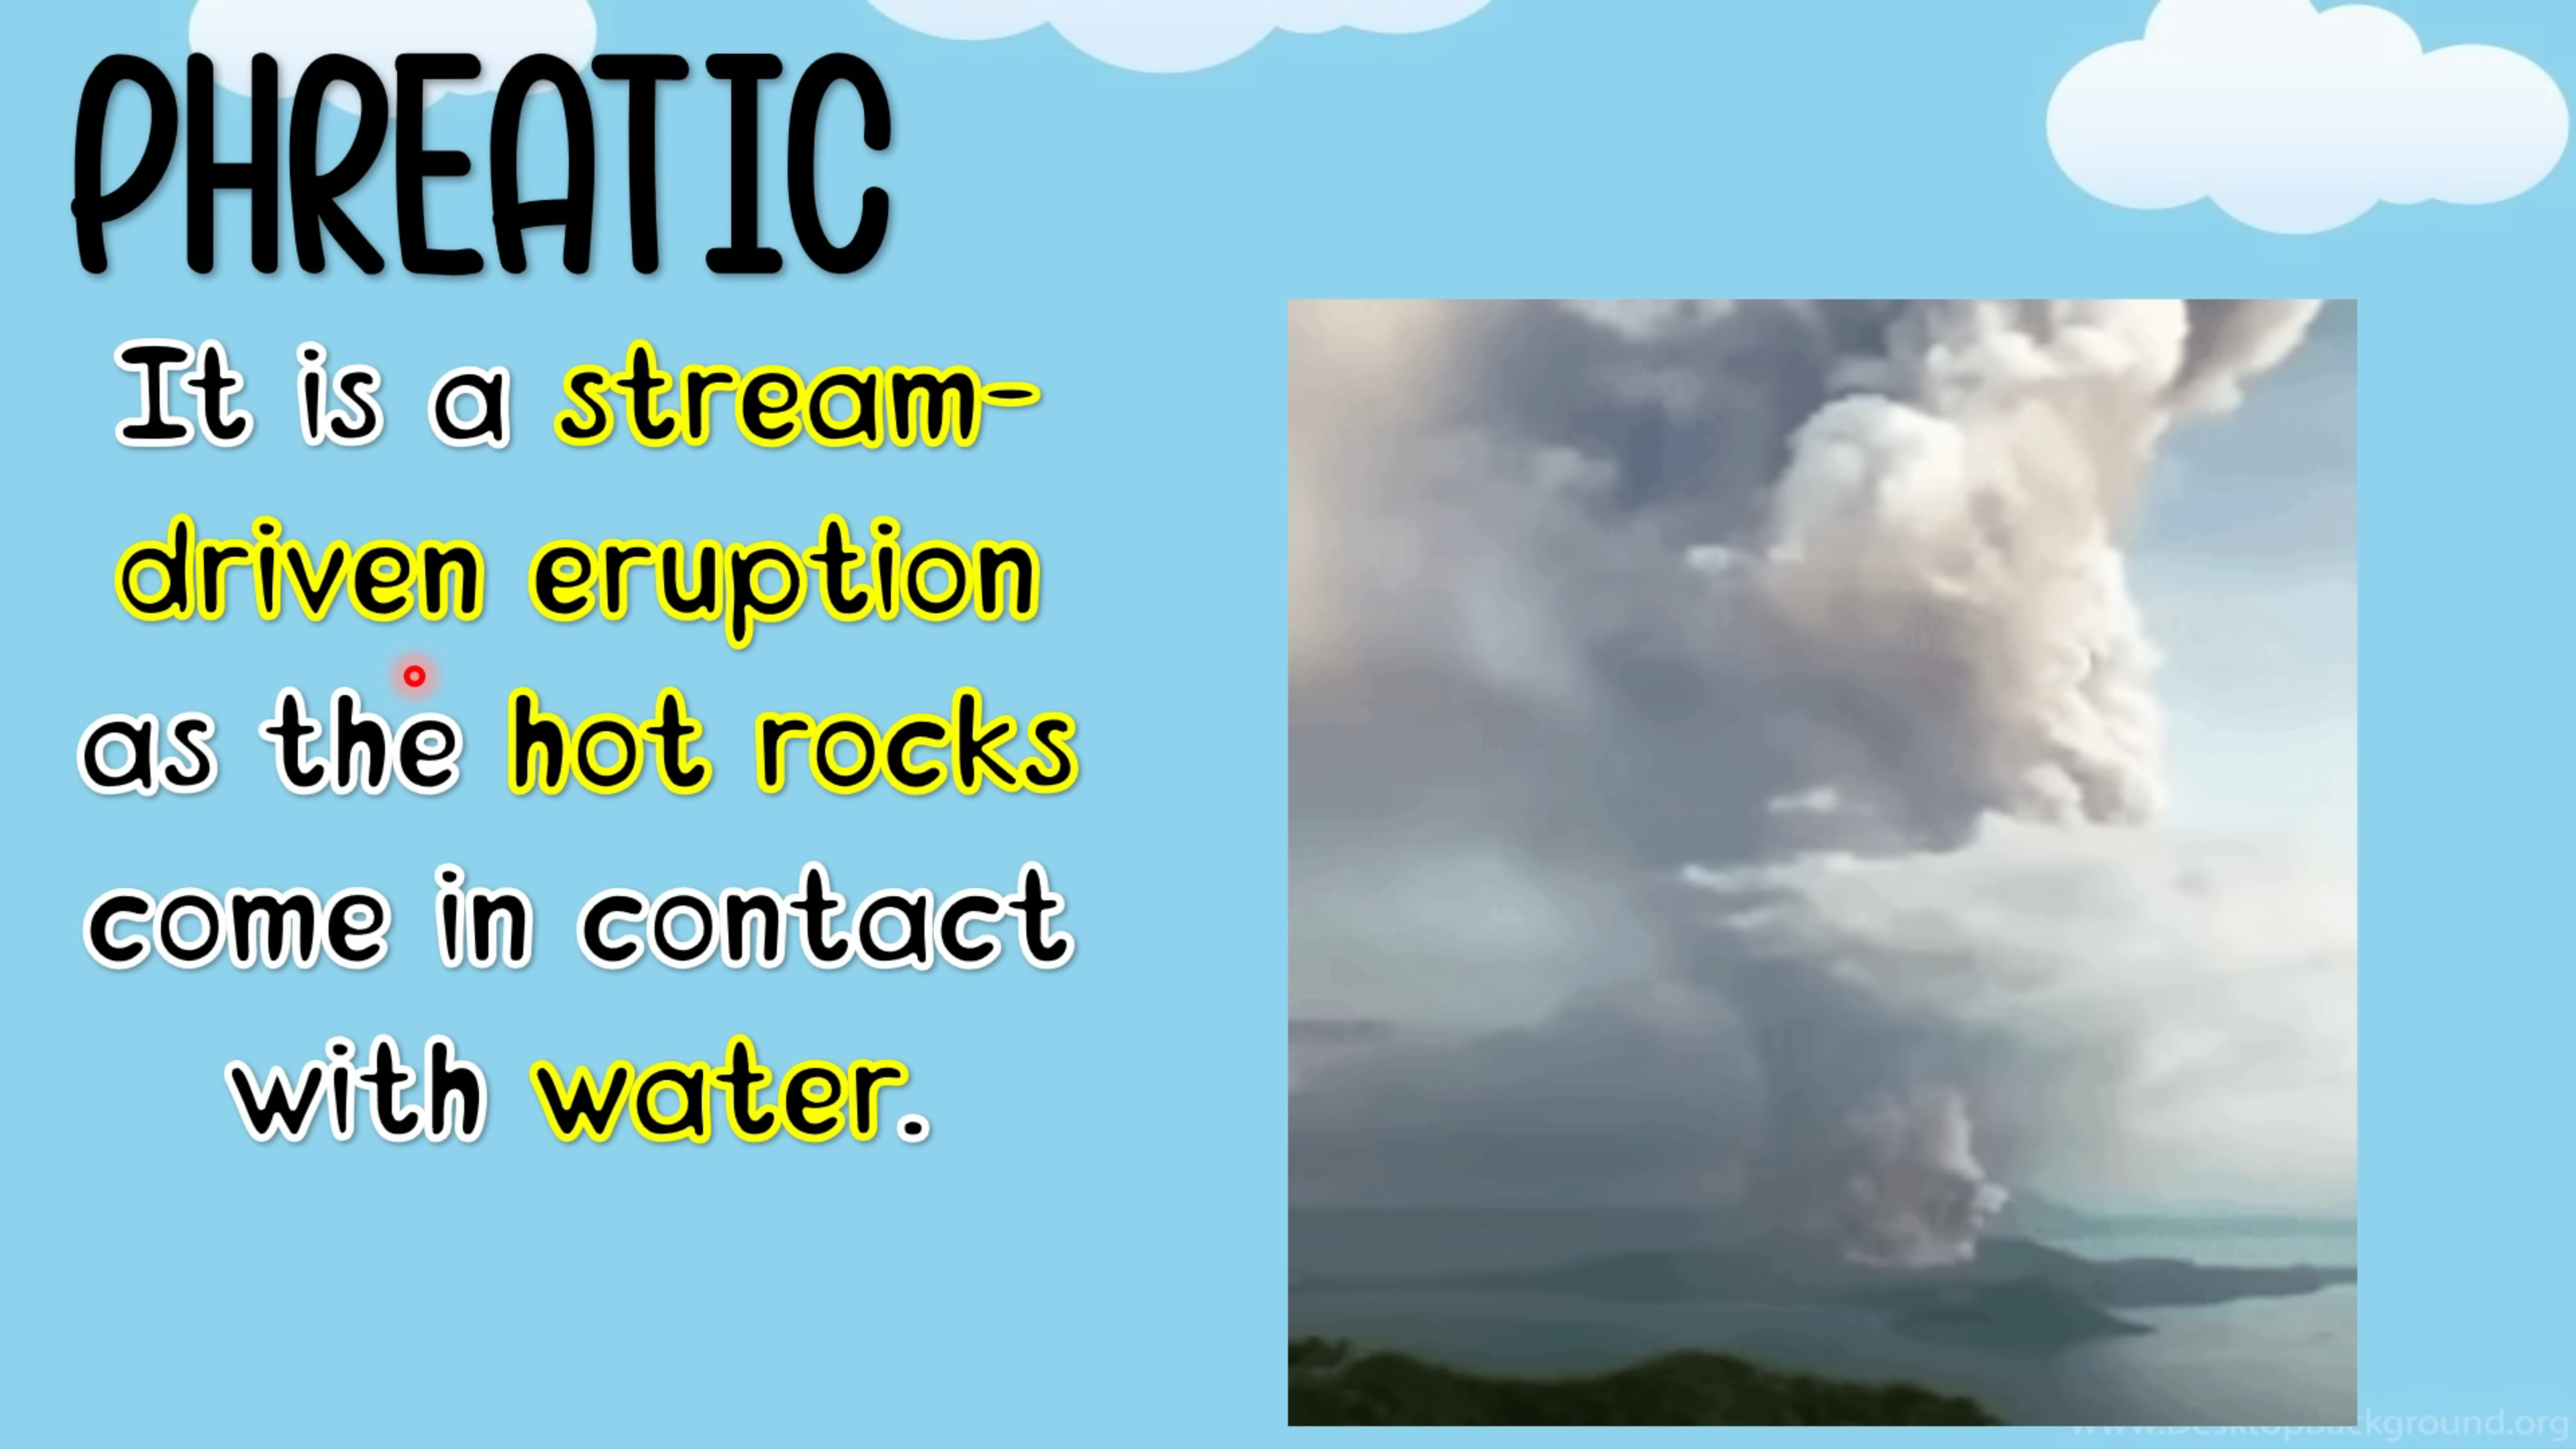 PHREATIC
It is a stream-
driven eruption
as the hot rocks
come in contact
with water.